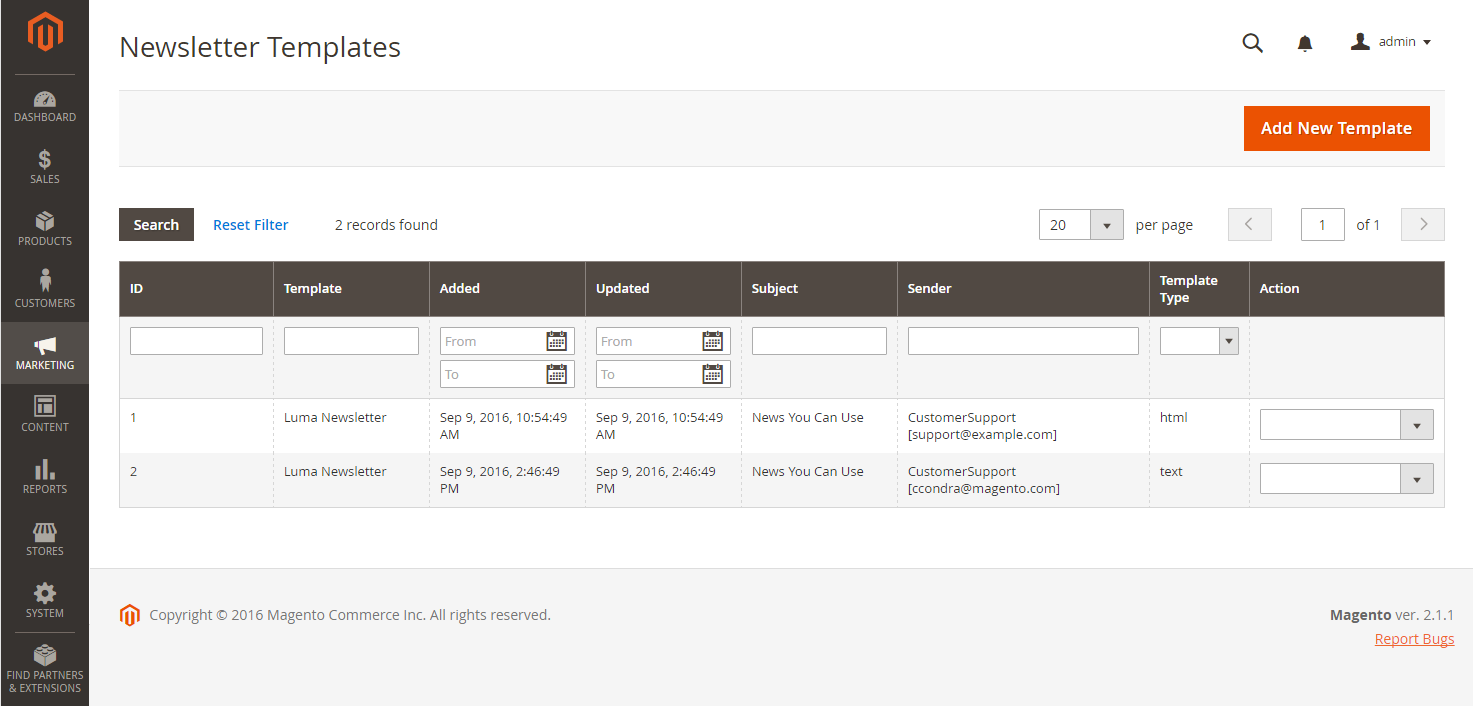 Newsletter Templates
admin
DASHBOARD
SALES
PRODUCTS
CUSTOMERS
MARKETING
CONTENT
REPORTS
STORES
SYSTEM
FIND PARTNERS
& EXTENSIONS
Add New Template
Search Reset Filter 2 records found 20 per page 1 of 1
ID Template Added Updated Subject Sender Template Type Action
From From
To To
1 Luma Newsletter Sep 9, 2016, 10:54:49 Sep 9, 2016, 10:54:49 News You Can Use CustomerSupport html
AM AM [support@example.com]
2 Luma Newsletter Sep 9, 2016, 2:46:49 Sep 9, 2016, 2:46:49 News You Can Use CustomerSupport text
PM PM [ccondra@magento.com]
Copyright © 2016 Magento Commerce Inc. All rights reserved. Magento ver. 2.1.1
Report Bugs